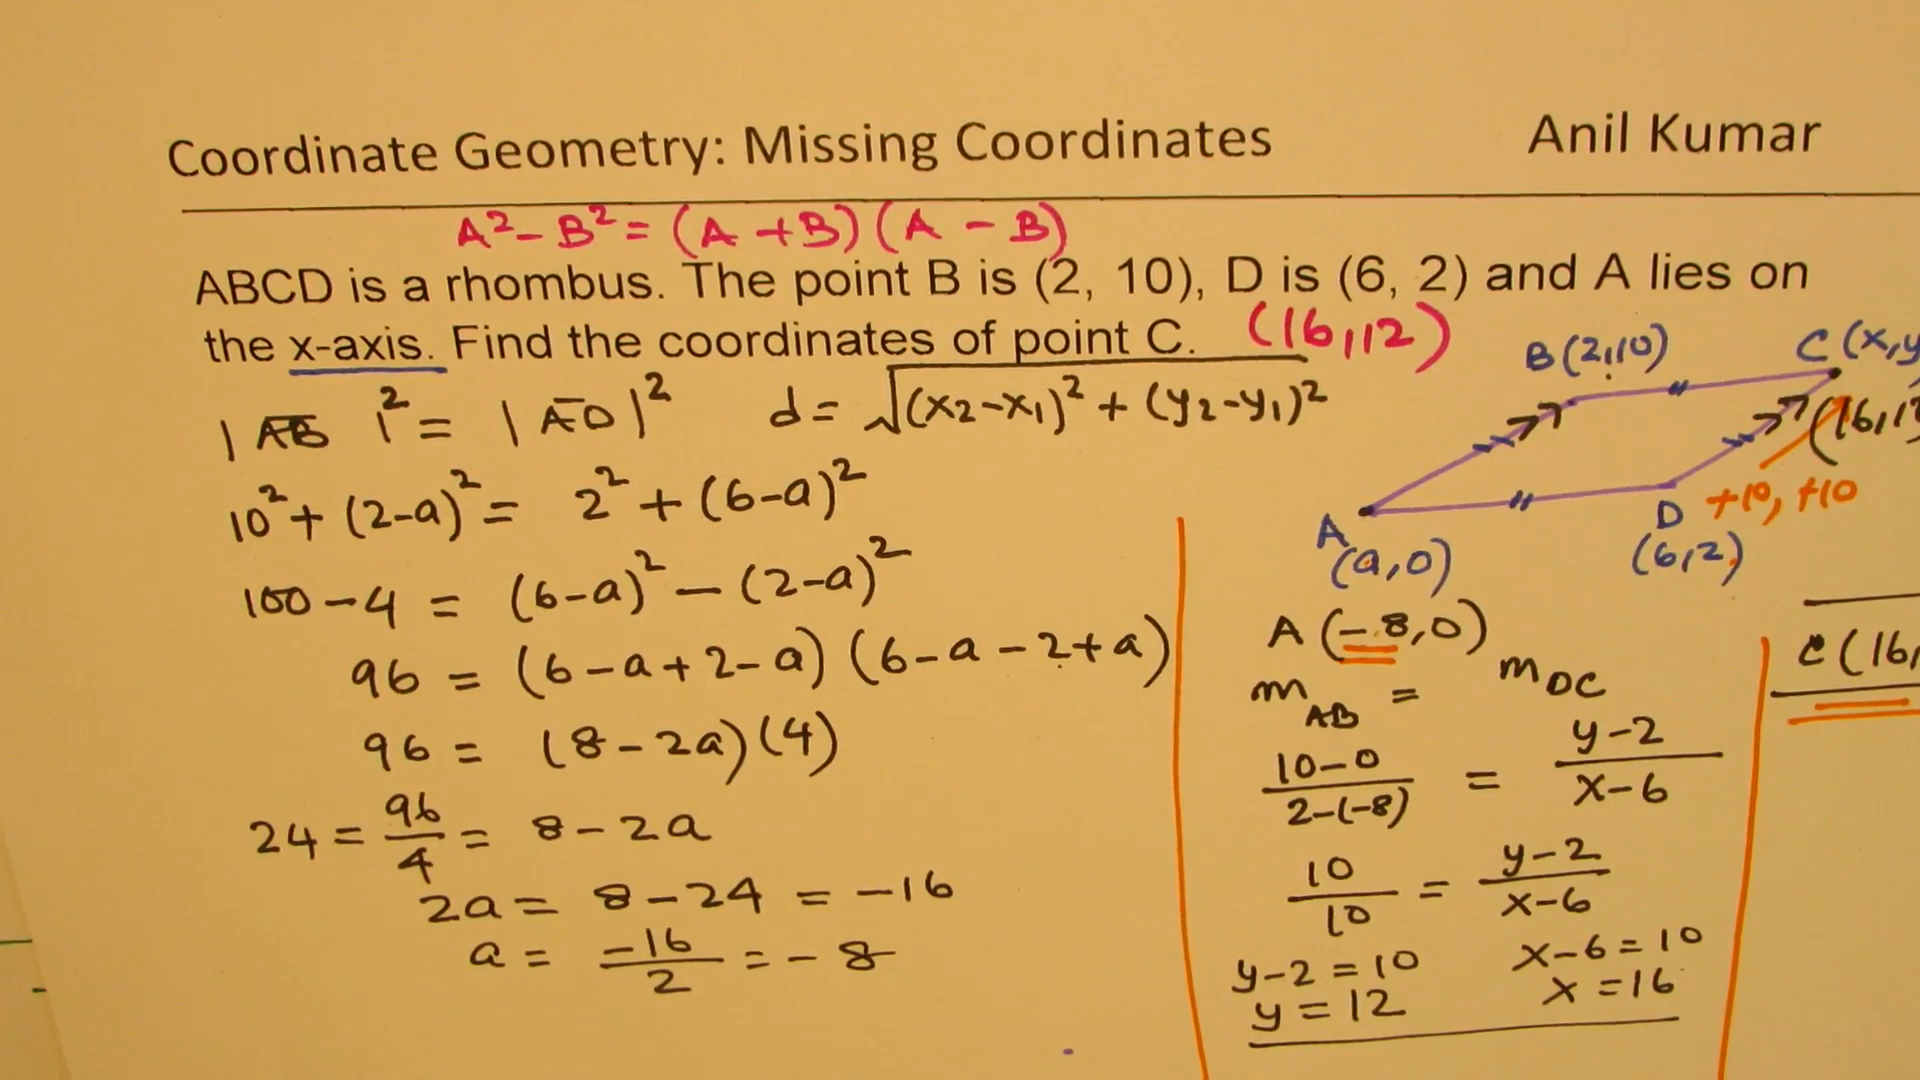 Coordinate Geometry: Missing Coordinates Anil Kumar
A² - B² = (A + B)(A - B)
ABCD is a rhombus. The point B is (2, 10), D is (6, 2) and A lies on
the x-axis. Find the coordinates of point C. (16,12)
|AB|² = |AD|² d = √(x₂-x₁)² + (y₂-y₁)²
10² + (2-a)² = 2² + (6-a)²
100 - 4 = (6-a)² - (2-a)²
96 = (6-a+2-a)(6-a-2+a)
96 = (8-2a)(4)
24 = 96/4 = 8-2a
2a = 8-24 = -16
a = -16/2 = -8
B(2,10) C(x,y
(16,1
A
(a,0)
D +10, +10
(6,2)
A(-8,0)
m_AB = m_DC
10-0/2-(-8) = y-2/x-6
10/10 = y-2/x-6
y-2 = 10 x-6 = 10
y = 12 x = 16
C(16,